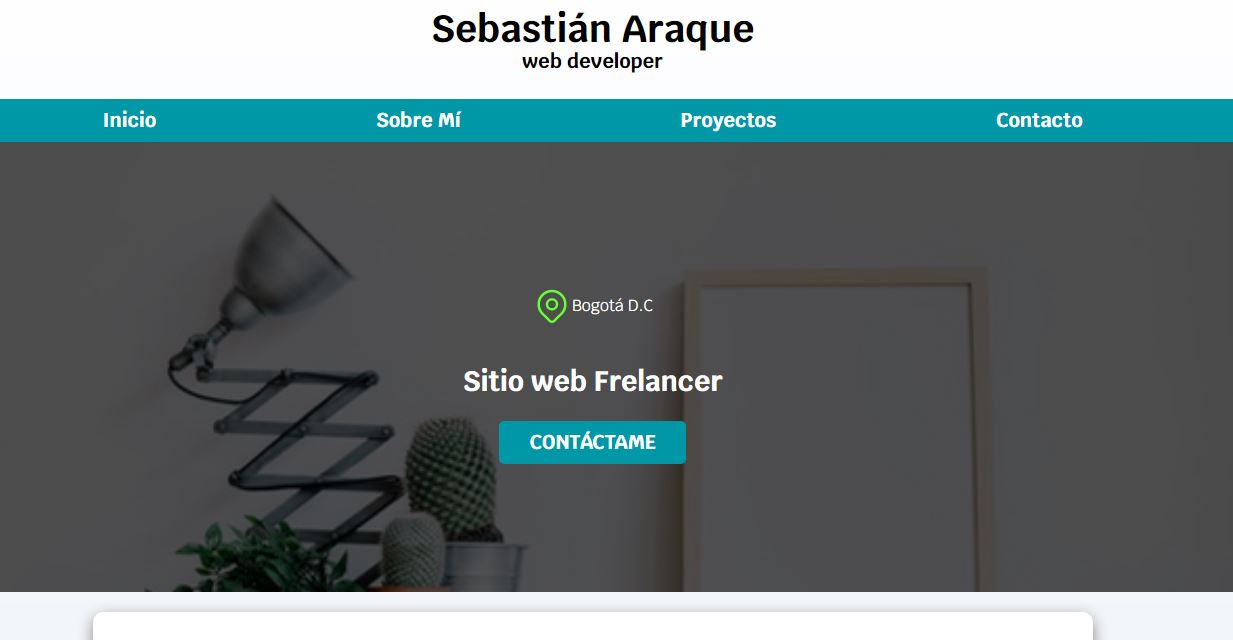 Sebastián Araque
web developer
Inicio Sobre Mí Proyectos Contacto
Bogotá D.C
Sitio web Frelancer
CONTÁCTAME